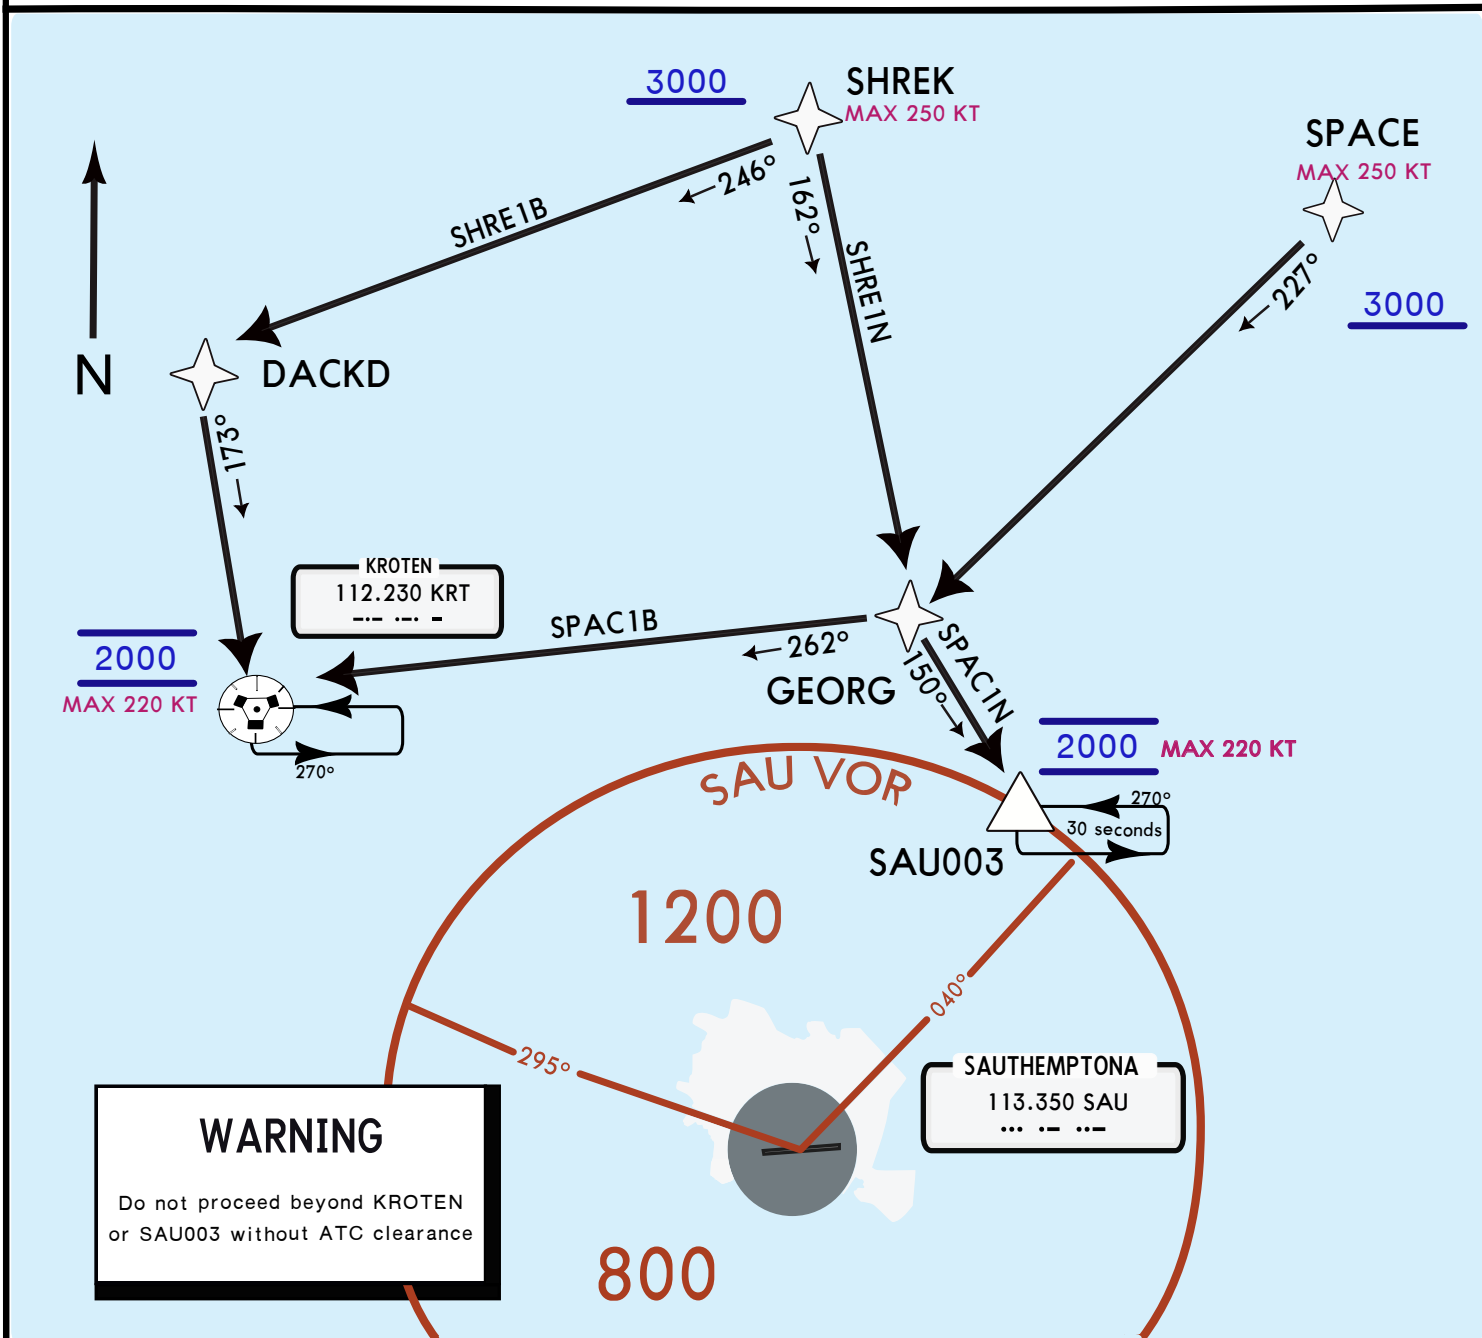 3000
SHREK
MAX 250 KT
SPACE
MAX 250 KT
246°
162°
SHRE1B
SHRE1N
227°
3000
N
DACKD
173°
KROTEN
112.230 KRT
-·- ·-· -
SPAC1B
262°
2000
MAX 220 KT
GEORG
150°
SPAC1N
270°
2000
MAX 220 KT
SAU VOR
270°
30 seconds
SAU003
1200
040°
295°
SAUTHEMPTONA
113.350 SAU
··· ·- ··-
WARNING
Do not proceed beyond KROTEN
or SAU003 without ATC clearance
800